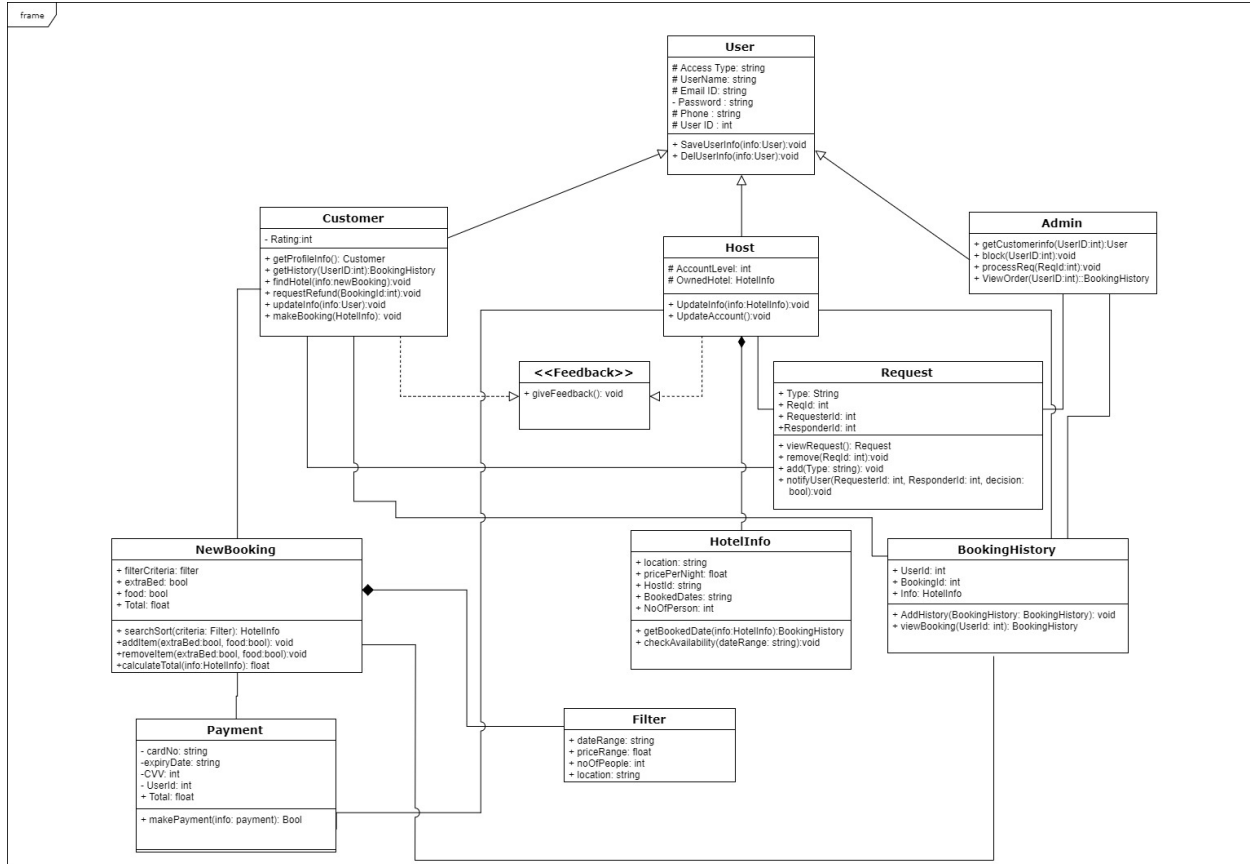 frame
User
# Access Type: string
# UserName: string
# Email ID: string
- Password : string
# Phone : string
# User ID : int
+ SaveUserInfo(info:User):void
+ DelUserInfo(info:User):void
Customer
- Rating:int
+ getProfileInfo(): Customer
+ getHistory(UserID:int):BookingHistory
+ findHotel(info:newBooking):void
+ requestRefund(BookingId:int):void
+ updateInfo(info:User):void
+ makeBooking(HotelInfo): void
Host
# AccountLevel: int
# OwnedHotel: HotelInfo
+ UpdateInfo(info:HotelInfo):void
+ UpdateAccount():void
Admin
+ getCustomerinfo(UserID:int):User
+ block(UserID:int):void
+ processReq(ReqId:int):void
+ ViewOrder(UserID:int)::BookingHistory
<<Feedback>>
+ giveFeedback(): void
Request
+ Type: String
+ ReqId: int
+ RequesterId: int
+ResponderId: int
+ viewRequest(): Request
+ remove(ReqId: int):void
+ add(Type: string): void
+ notifyUser(RequesterId: int, ResponderId: int, decision:
bool):void
NewBooking
+ filterCriteria: filter
+ extraBed: bool
+ food: bool
+ Total: float
+ searchSort(criteria: Filter): HotelInfo
+addItem(extraBed:bool, food:bool): void
+removeItem(extraBed:bool, food:bool):void
+calculateTotal(info:HotelInfo): float
HotelInfo
+ location: string
+ pricePerNight: float
+ HostId: string
+ BookedDates: string
+ NoOfPerson: int
+ getBookedDate(info:HotelInfo):BookingHistory
+ checkAvailability(dateRange: string):void
BookingHistory
+ UserId: int
+ BookingId: int
+ Info: HotelInfo
+ AddHistory(BookingHistory: BookingHistory): void
+ viewBooking(UserId: int): BookingHistory
Payment
- cardNo: string
-expiryDate: string
-CVV: int
- UserId: int
+ Total: float
+ makePayment(info: payment): Bool
Filter
+ dateRange: string
+ priceRange: float
+ noOfPeople: int
+ location: string